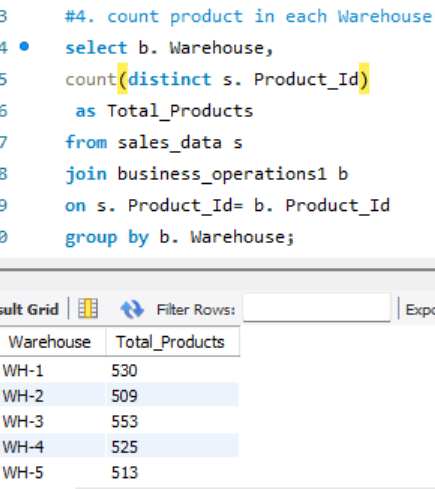 3 #4. count product in each Warehouse
4 select b. Warehouse,
5 count(distinct s. Product_Id)
6 as Total_Products
7 from sales_data s
8 join business_operations1 b
9 on s. Product_Id= b. Product_Id
0 group by b. Warehouse;
sult Grid Filter Rows: Expo
Warehouse Total_Products
WH-1 530
WH-2 509
WH-3 553
WH-4 525
WH-5 513